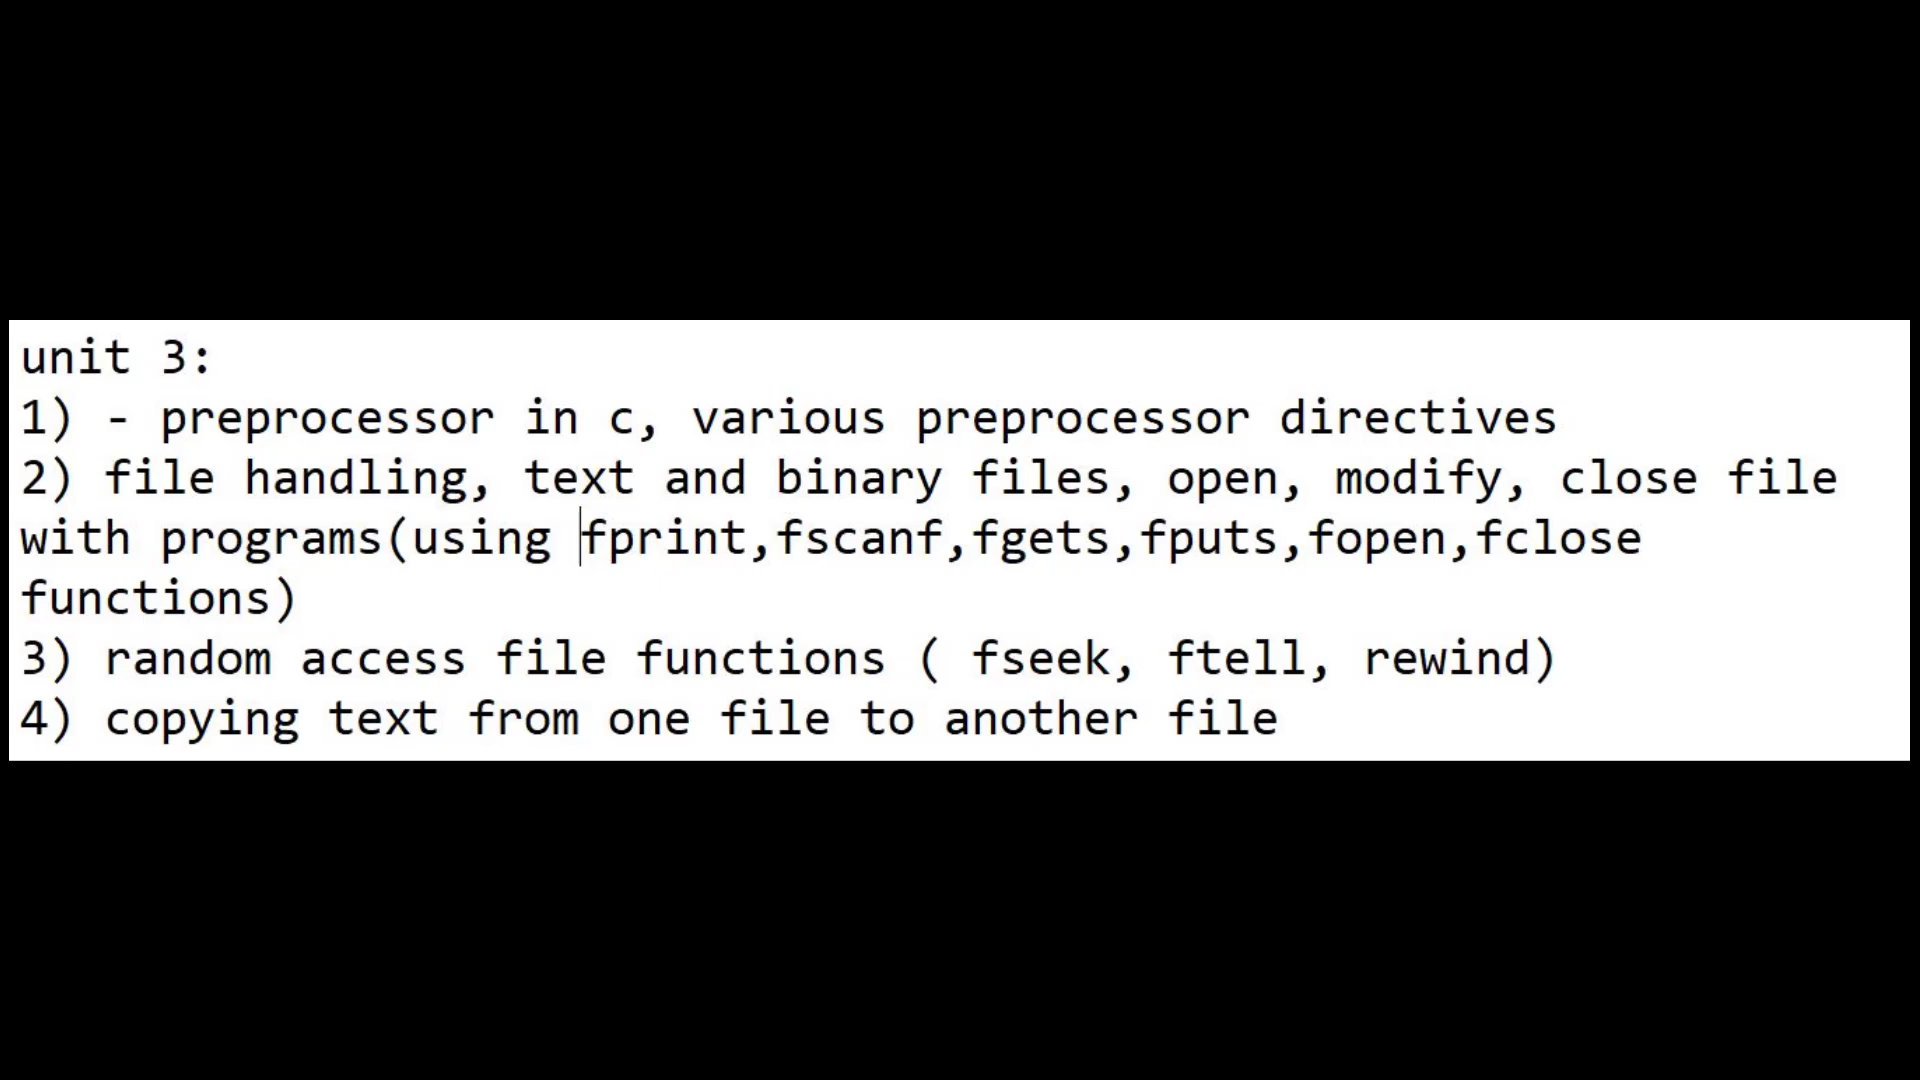 unit 3:
1) - preprocessor in c, various preprocessor directives
2) file handling, text and binary files, open, modify, close file
with programs(using fprint,fscanf,fgets,fputs,fopen,fclose
functions)
3) random access file functions ( fseek, ftell, rewind)
4) copying text from one file to another file